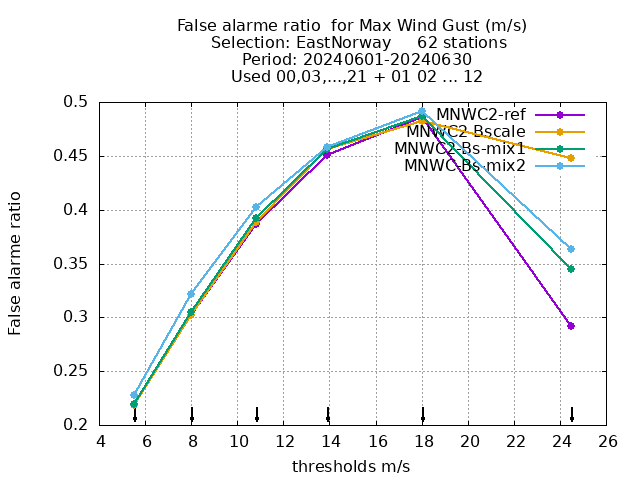 False alarme ratio  for Max Wind Gust (m/s)
Selection: EastNorway     62 stations
Period: 20240601-20240630
Used 00,03,...,21 + 01 02 ... 12
MNWC2-ref
MNWC2-Bscale
MNWC2-Bs-mix1
MNWC-Bs-mix2
False alarme ratio
0.5
0.45
0.4
0.35
0.3
0.25
0.2
4 6 8 10 12 14 16 18 20 22 24 26
thresholds m/s